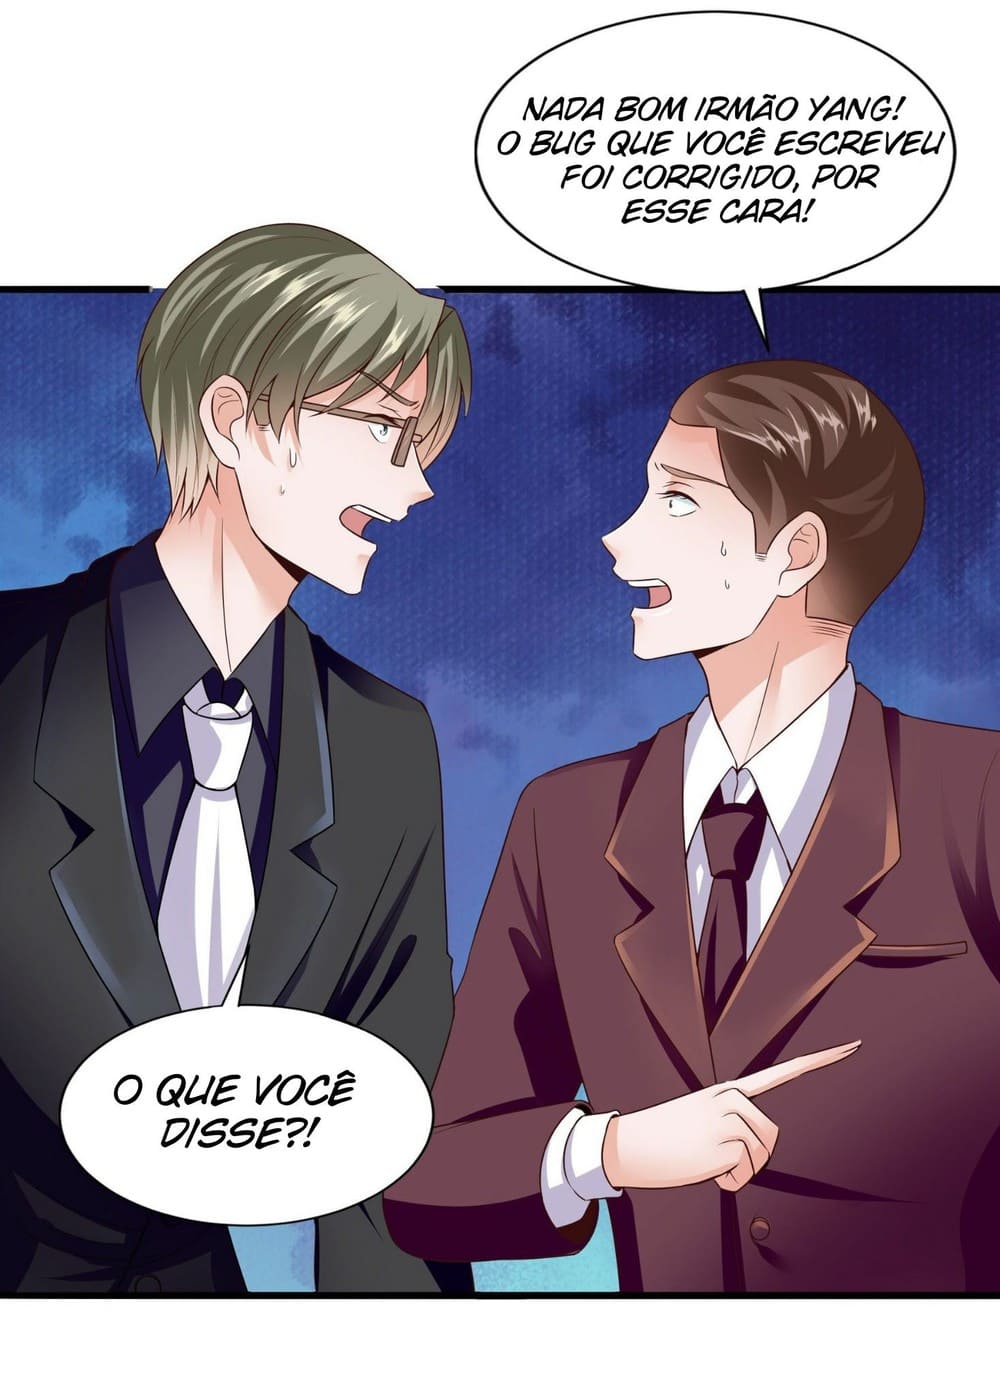 NADA BOM IRMÃO YANG!
O BUG QUE VOCÊ ESCREVEU
FOI CORRIGIDO, POR
ESSE CARA!
O QUE VOCÊ
DISSE?!